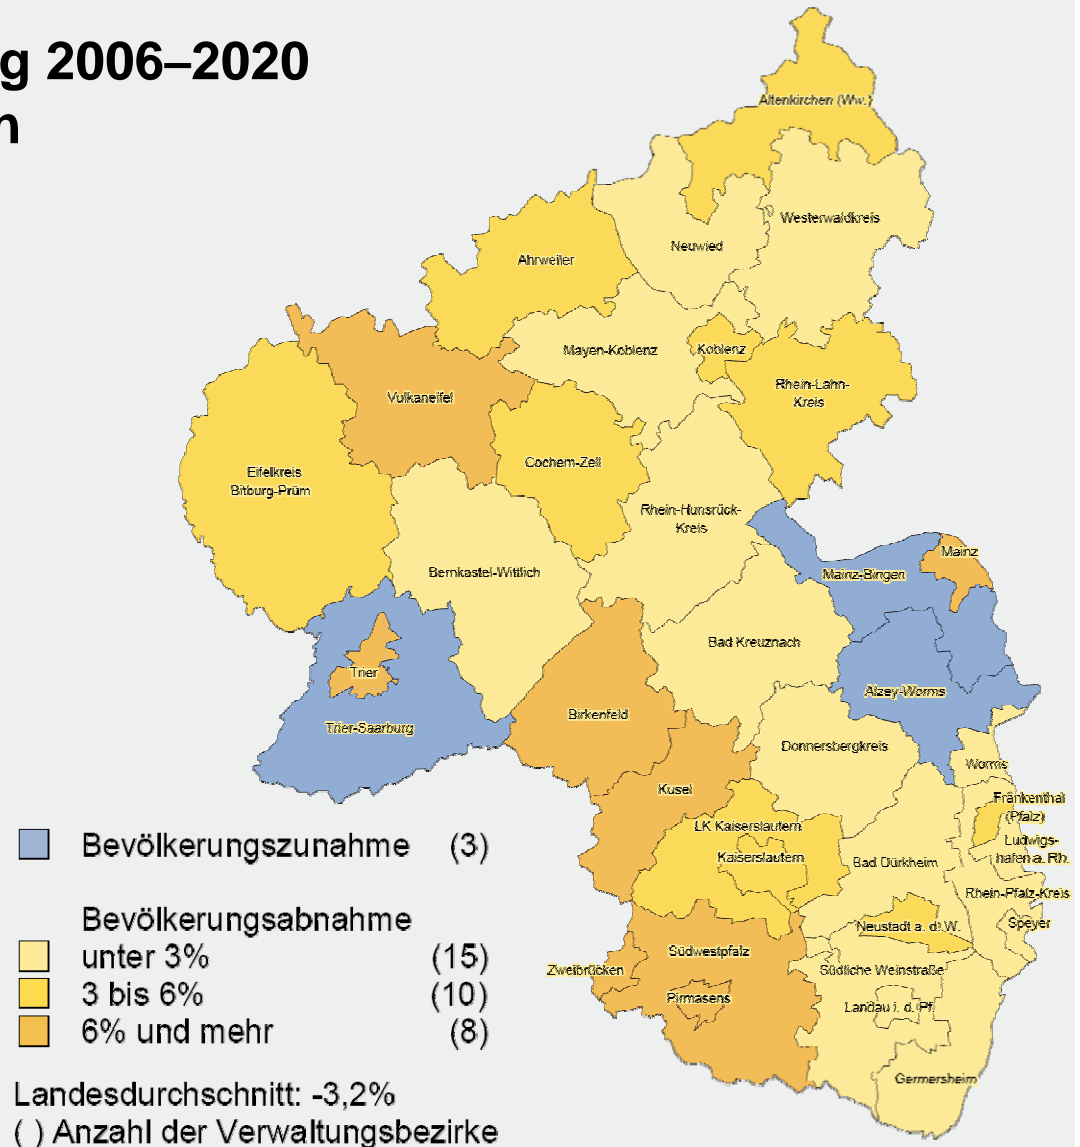 g 2006–2020
n
Altenkirchen (Ww.)
Westerwaldkreis
Neuwied
Ahrweiler
Mayen-Koblenz
Koblenz
Rhein-Lahn-
Kreis
Vulkaneifel
Cochem-Zell
Eifelkreis
Bitburg-Prüm
Rhein-Hunsrück-
Kreis
Mainz
Mainz-Bingen
Bernkastel-Wittlich
Bad Kreuznach
Trier
Alzey-Worms
Birkenfeld
Trier-Saarburg
Donnersbergkreis
Worms
Kusel
Frankenthal
(Pfalz)
LK Kaiserslautern
Ludwigs-
hafen a. Rh.
Kaiserslautern
Bad Dürkheim
Rhein-Pfalz-Kreis
Neustadt a. d. W.
Speyer
Südwestpfalz
Zweibrücken
Südliche Weinstraße
Pirmasens
Landau i. d. Pf.
Germersheim
Bevölkerungszunahme (3)
Bevölkerungsabnahme
unter 3% (15)
3 bis 6% (10)
6% und mehr (8)
Landesdurchschnitt: -3,2%
( ) Anzahl der Verwaltungsbezirke